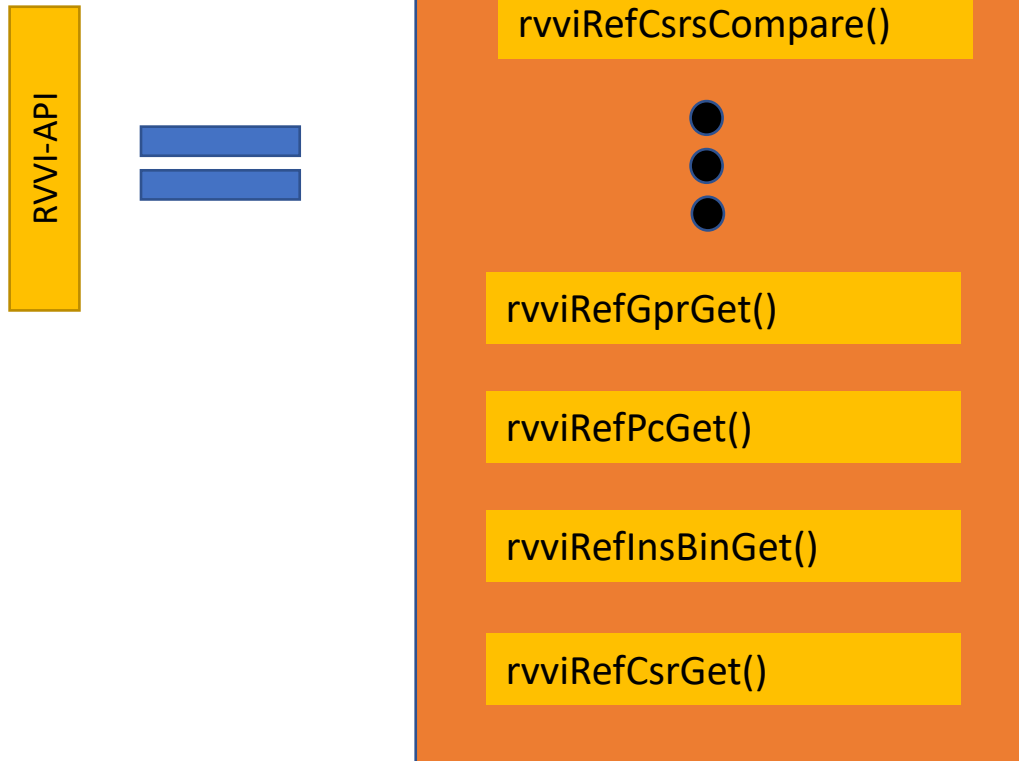 RVVI-API
rvviRefCsrsCompare()
rvviRefGprGet()
rvviRefPcGet()
rvviRefInsBinGet()
rvviRefCsrGet()